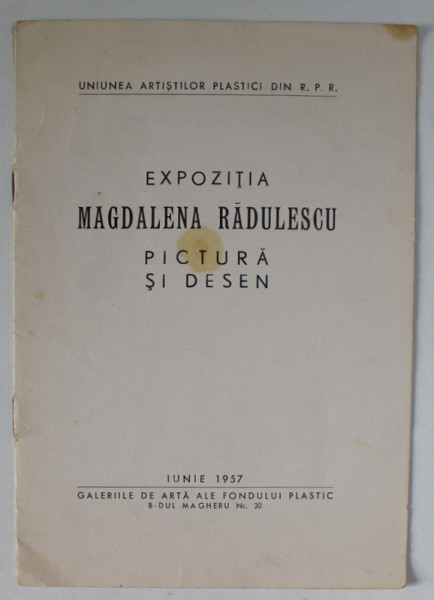 UNIUNEA ARTIȘTILOR PLASTICI DIN R. P. R.
EXPOZIȚIA
MAGDALENA RĂDULESCU
PICTURĂ
ȘI DESEN
IUNIE 1957
GALERIILE DE ARTĂ ALE FONDULUI PLASTIC
B-DUL MAGHERU Nr. 20